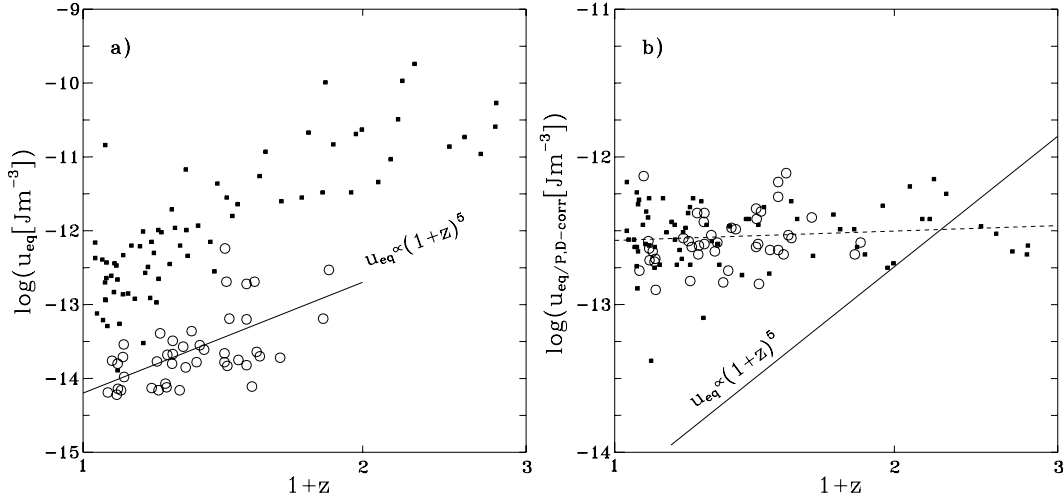 a)
-9
-10
-11
-12
-13
-14
-15
log(u_eq[Jm^-3])
u_eq∝(1+z)^5
1
2
3
1+z
b)
-11
-12
-13
-14
log(u_eq/P,D-corr[Jm^-3])
u_eq∝(1+z)^5
1
2
3
1+z